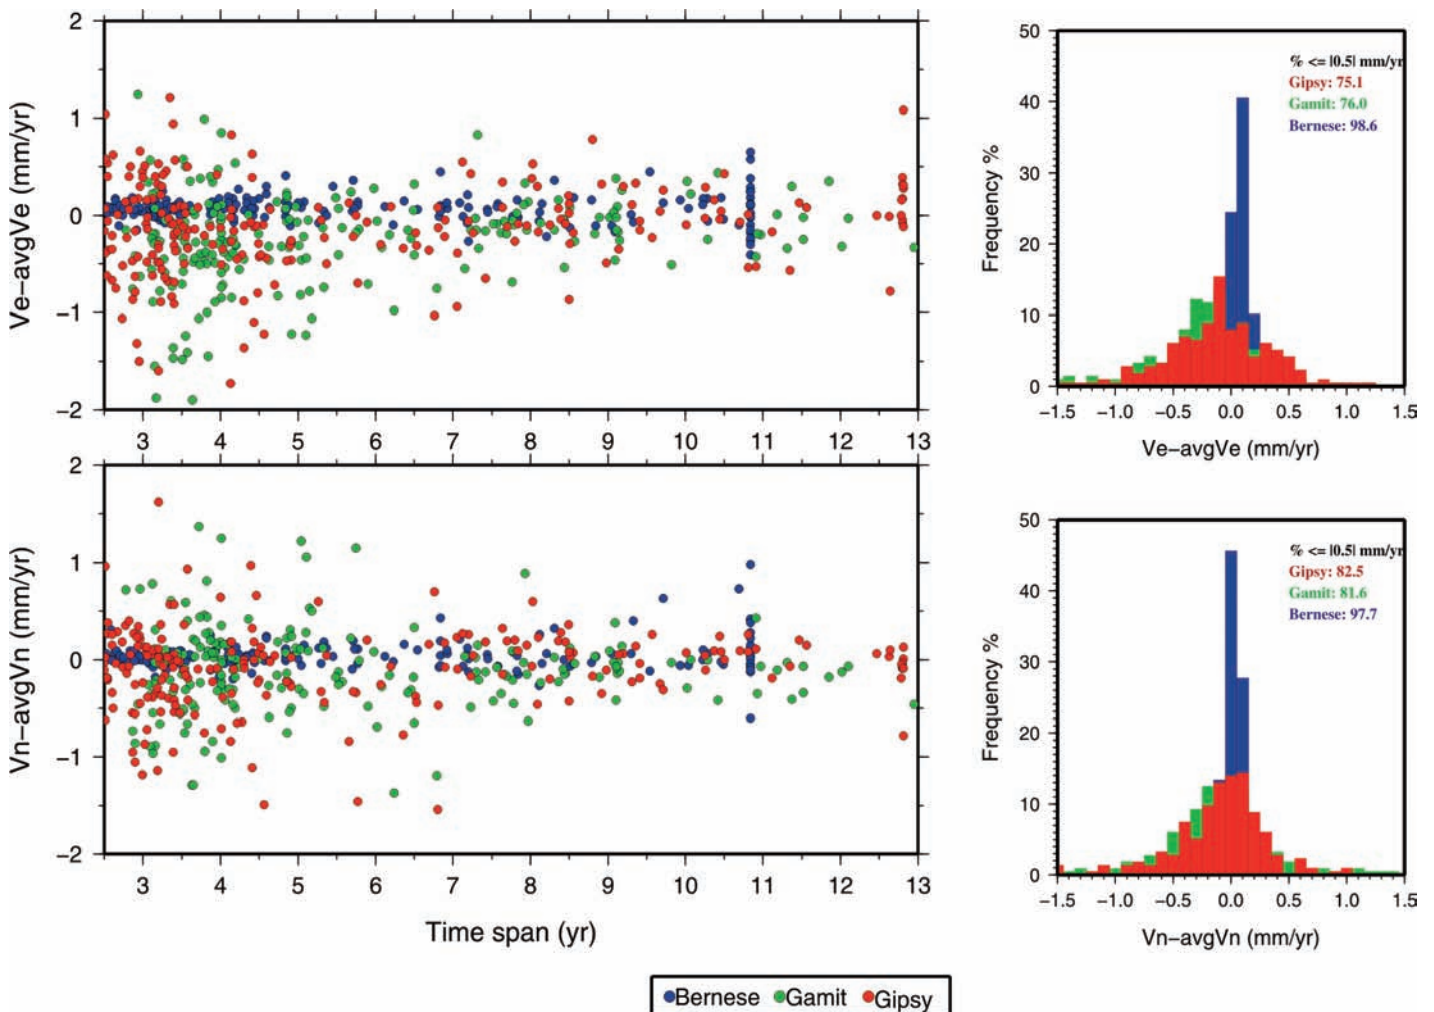 2
1
0
−1
−2
Ve−avgVe (mm/yr)
3 4 5 6 7 8 9 10 11 12 13
2
1
0
−1
−2
Vn−avgVn (mm/yr)
3 4 5 6 7 8 9 10 11 12 13
Time span (yr)
50
40
30
20
10
0
Frequency %
% <= |0.5| mm/yr
Gipsy: 75.1
Gamit: 76.0
Bernese: 98.6
−1.5 −1.0 −0.5 0.0 0.5 1.0 1.5
Ve−avgVe (mm/yr)
50
40
30
20
10
0
Frequency %
% <= |0.5| mm/yr
Gipsy: 82.5
Gamit: 81.6
Bernese: 97.7
−1.5 −1.0 −0.5 0.0 0.5 1.0 1.5
Vn−avgVn (mm/yr)
Bernese Gamit Gipsy